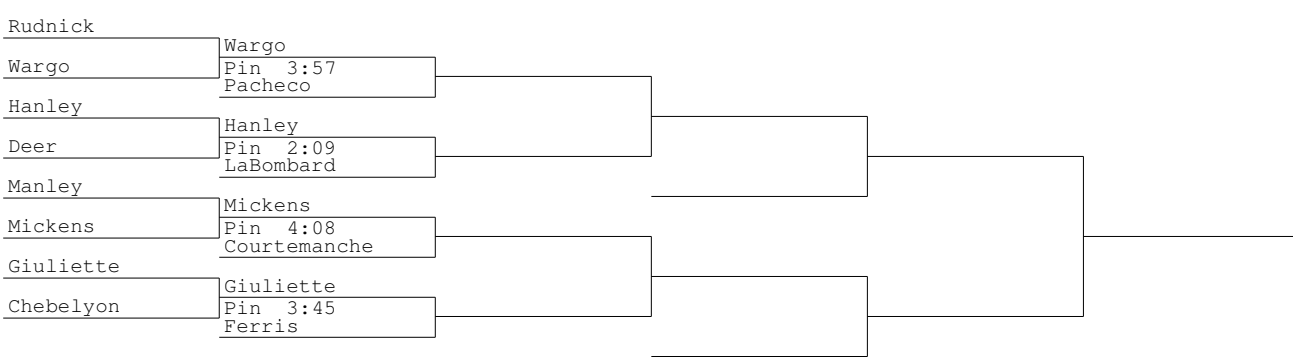 Rudnick
Wargo
Wargo
Pin 3:57
Pacheco
Hanley
Deer
Hanley
Pin 2:09
LaBombard
Manley
Mickens
Mickens
Pin 4:08
Courtemanche
Giuliette
Chebelyon
Giuliette
Pin 3:45
Ferris